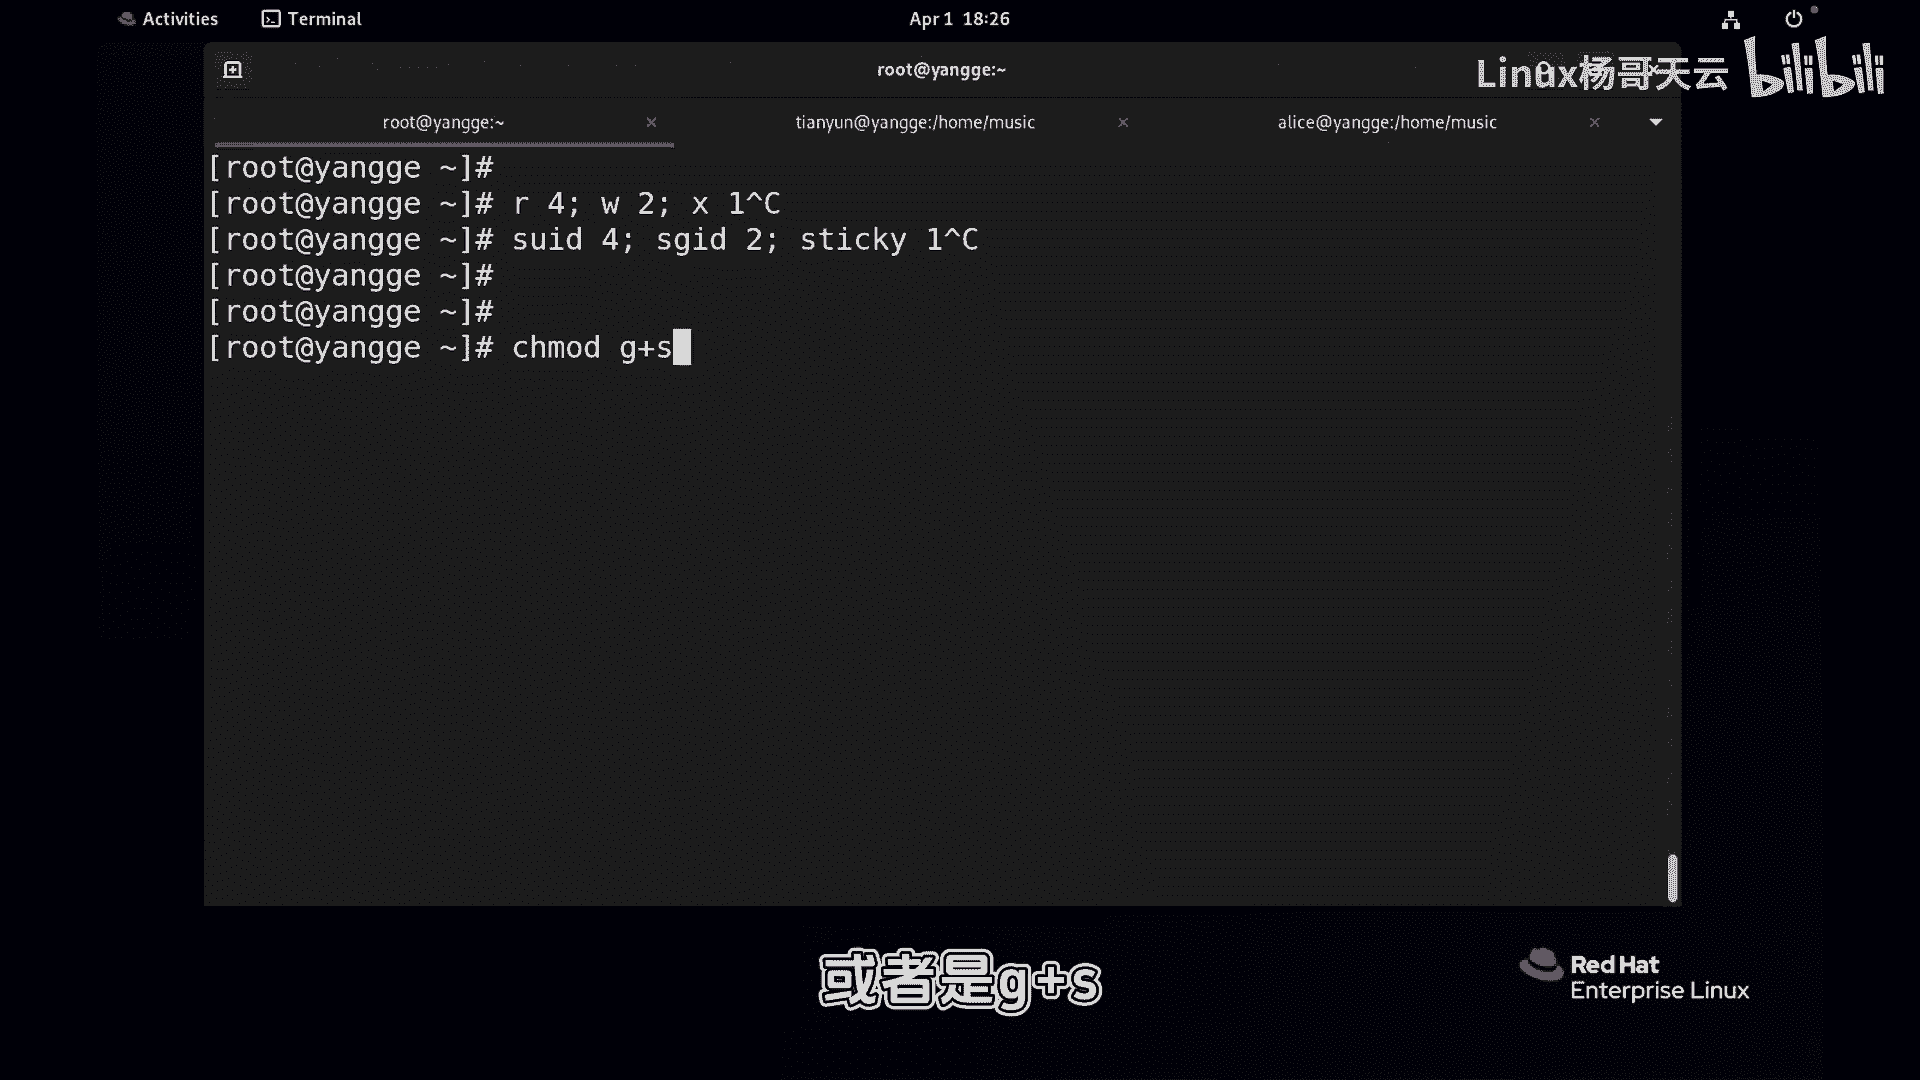 Activities Terminal Apr 1 18:26
root@yangge:~
Linux杨哥天云 bilibili
root@yangge:~ tianyun@yangge:/home/music alice@yangge:/home/music
[root@yangge ~]#
[root@yangge ~]# r 4; w 2; x 1^C
[root@yangge ~]# suid 4; sgid 2; sticky 1^C
[root@yangge ~]#
[root@yangge ~]#
[root@yangge ~]# chmod g+s
或者是g+s
Red Hat
Enterprise Linux